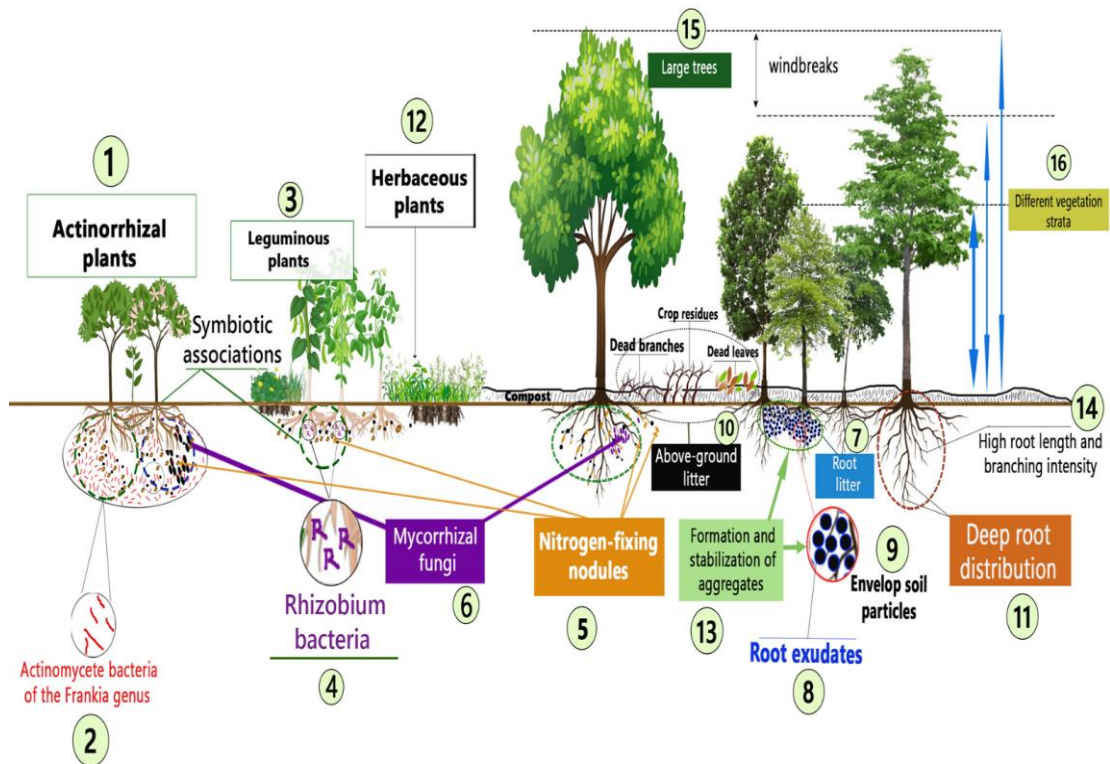 1
Actinorrhizal
plants
3
Leguminous
plants
12
Herbaceous
plants
15
Large trees
windbreaks
16
Different vegetation
strata
Symbiotic
associations
Crop residues
Dead branches
Dead leaves
Compost
10
Above-ground
litter
7
Root
litter
14
High root length and
branching intensity
Mycorrhizal
fungi
6
Nitrogen-fixing
nodules
5
Formation and
stabilization of
aggregates
13
9
Envelop soil
particles
Deep root
distribution
11
R
R
R
Rhizobium
bacteria
4
Root exudates
8
Actinomycete bacteria
of the Frankia genus
2